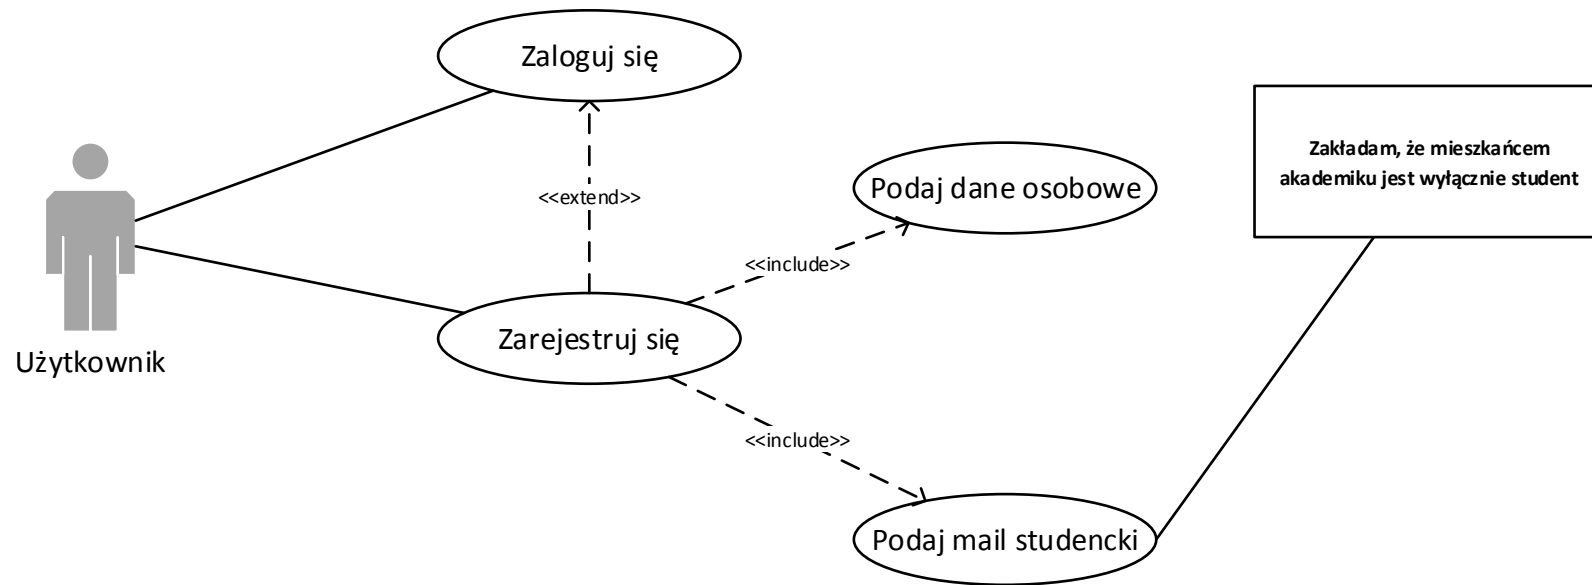 Zaloguj się
Zakładam, że mieszkańcem
akademiku jest wyłącznie student
Podaj dane osobowe
<<extend>>
<<include>>
Zarejestruj się
Użytkownik
<<include>>
Podaj mail studencki